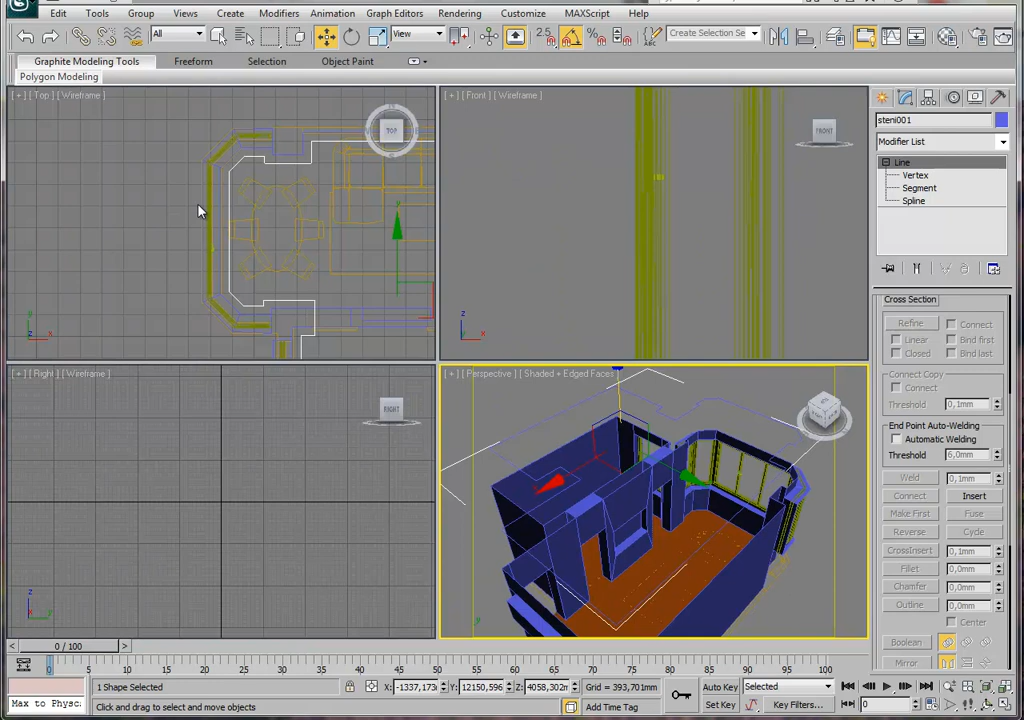 Edit Tools Group Views Create Modifiers Animation Graph Editors Rendering Customize MAXScript Help
All View 2.5 Create Selection Se
Graphite Modeling Tools Freeform Selection Object Paint
Polygon Modeling
[ + ] [ Top ] [ Wireframe ]
TOP
[ + ] [ Front ] [ Wireframe ]
FRONT
[ + ] [ Right ] [ Wireframe ]
RIGHT
[ + ] [ Perspective ] [ Shaded + Edged Faces ]
steni001
Modifier List
Line
Vertex
Segment
Spline
Cross Section
Refine Connect
Linear Bind first
Closed Bind last
Connect Copy
Connect
Threshold 0,1mm
End Point Auto-Welding
Automatic Welding
Threshold 6,0mm
Weld 0,1mm
Connect Insert
Make First Fuse
Reverse Cycle
CrossInsert 0,1mm
Fillet 0,0mm
Chamfer 0,0mm
Outline 0,0mm
Center
Boolean
Mirror
< 0 / 100 >
0 5 10 15 20 25 30 35 40 45 50 55 60 65 70 75 80 85 90 95 100
1 Shape Selected X: -1337,173 Y: 12150,596 Z: 4058,302m Grid = 393,701mm Auto Key Selected
Max to Physc Click and drag to select and move objects Add Time Tag Set Key Key Filters... 0